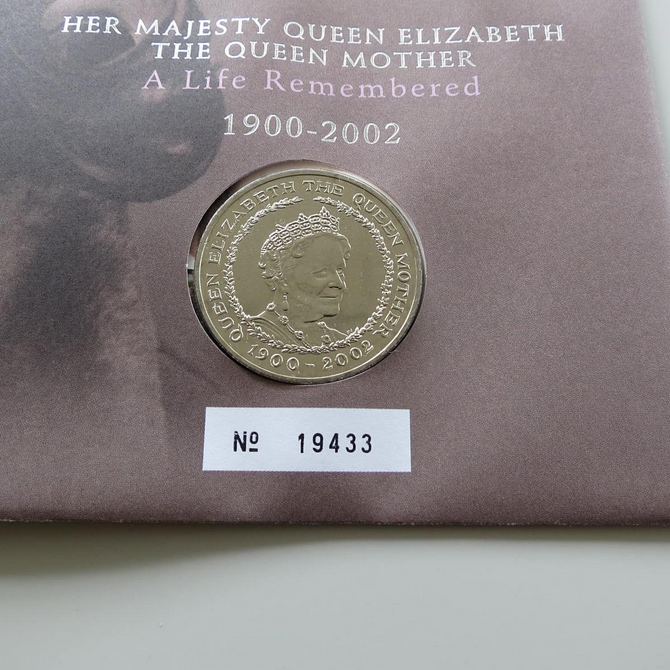 HER MAJESTY QUEEN ELIZABETH
THE QUEEN MOTHER
A Life Remembered
1900-2002
QUEEN ELIZABETH THE QUEEN MOTHER
1900-2002
Nº 19433